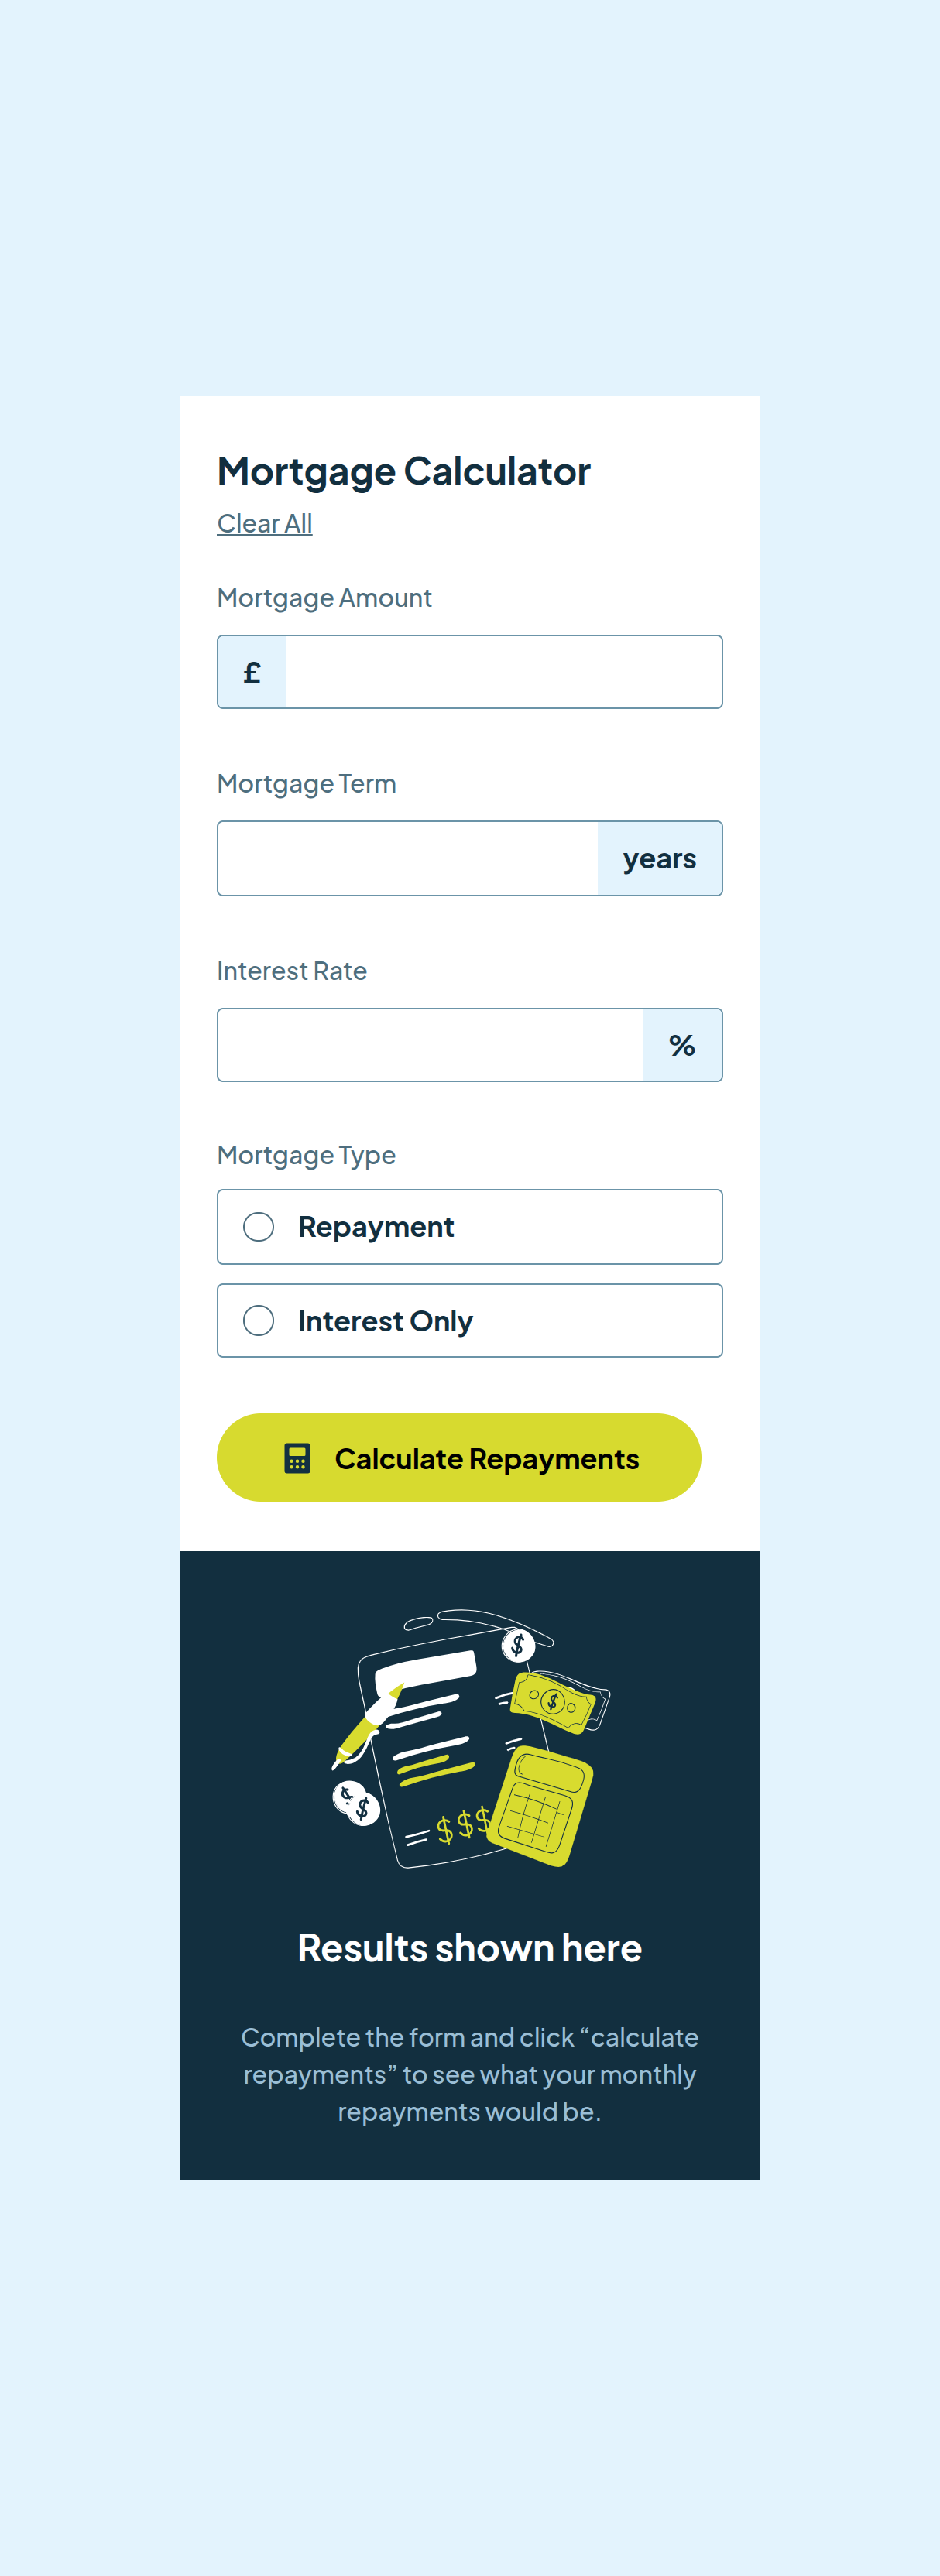 Mortgage Calculator
Clear All
Mortgage Amount
£
Mortgage Term
years
Interest Rate
%
Mortgage Type
Repayment
Interest Only
Calculate Repayments
$
$
$
$
$$$
Results shown here
Complete the form and click “calculate
repayments” to see what your monthly
repayments would be.